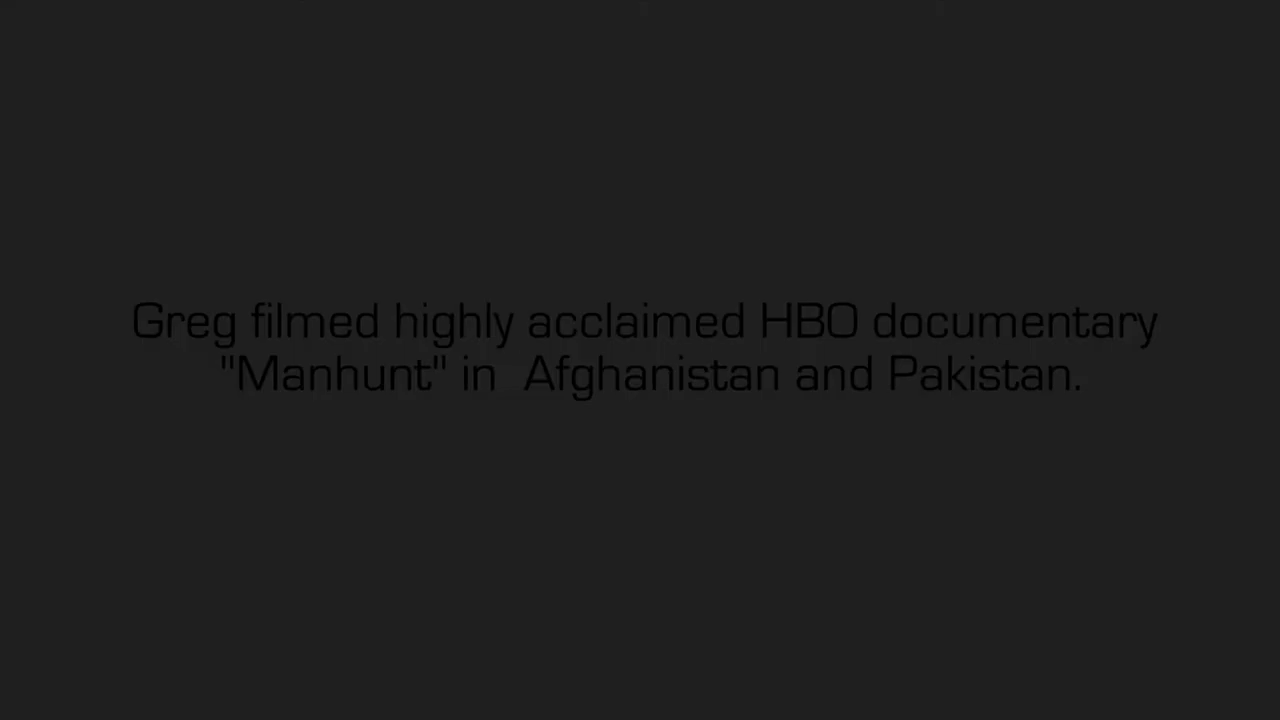 Greg filmed highly acclaimed HBO documentary
"Manhunt" in  Afghanistan and Pakistan.